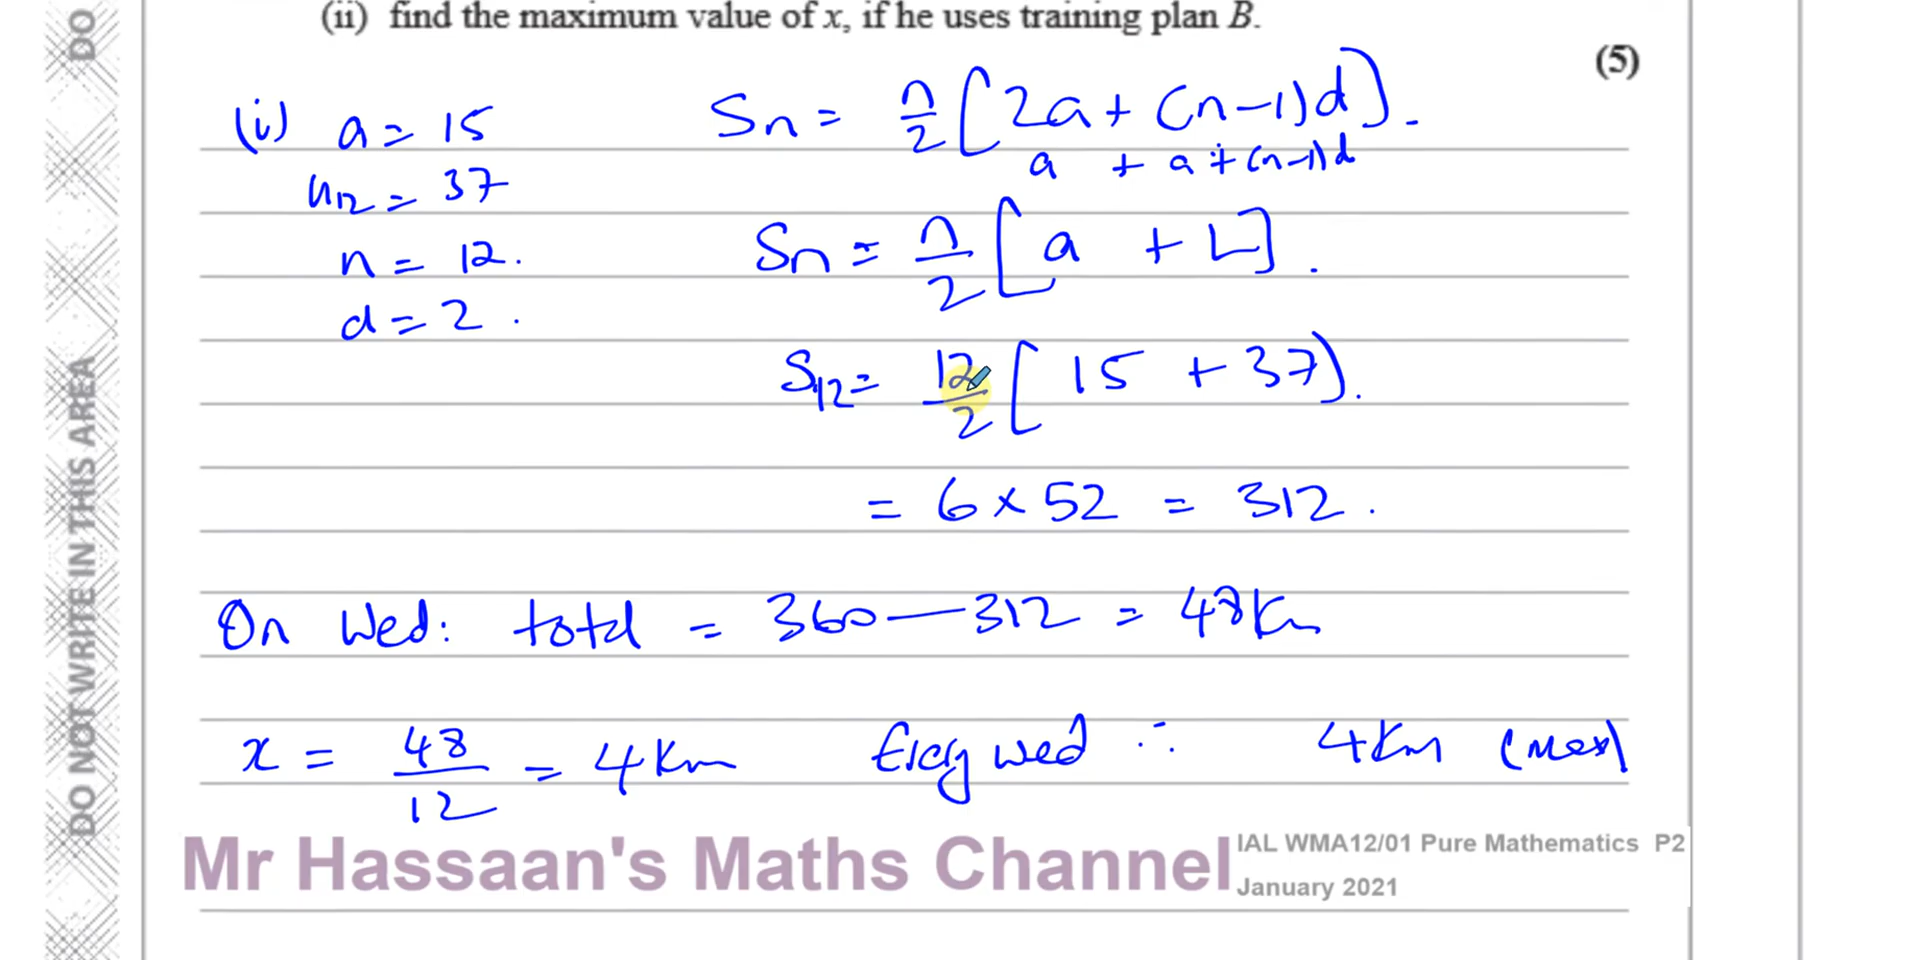 (ii) find the maximum value of x, if he uses training plan B.
(5)
(i) a = 15
u12 = 37
n = 12.
d = 2.
Sn = n/2 [2a + (n-1)d].
a + a + (n-1)d
Sn = n/2 [a + L].
S12 = 12/2 [15 + 37).
= 6 × 52 = 312.
On Wed: total = 360 — 312 = 48Km
x = 48/12 = 4Km Every wed ∴ 4Km (Max)
Mr Hassaan's Maths Channel
IAL WMA12/01 Pure Mathematics P2
January 2021
DO NOT WRITE IN THIS AREA
DO